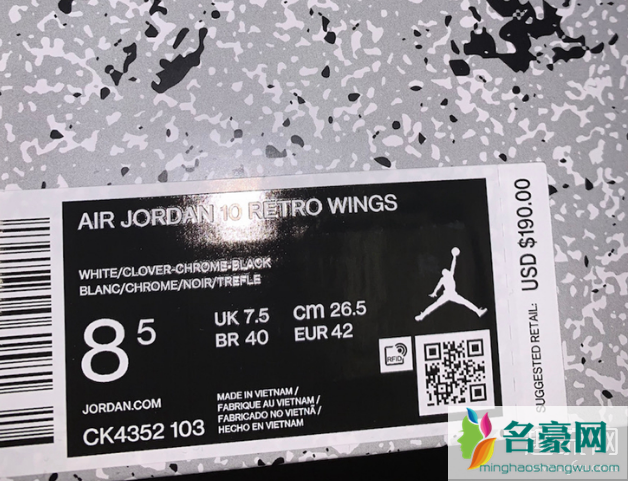 AIR JORDAN 10 RETRO WINGS
WHITE/CLOVER-CHROME-BLACK
BLANC/CHROME/NOIR/TREFLE
8 5
UK 7.5
BR 40
cm 26.5
EUR 42
RFID
JORDAN.COM
CK4352 103
MADE IN VIETNAM /
FABRIQUE AU VIETNAM /
FABRICADO NO VIETNÃ /
HECHO EN VIETNAM
SUGGESTED RETAIL: USD $190.00
名豪网
minghaoshangwu.com